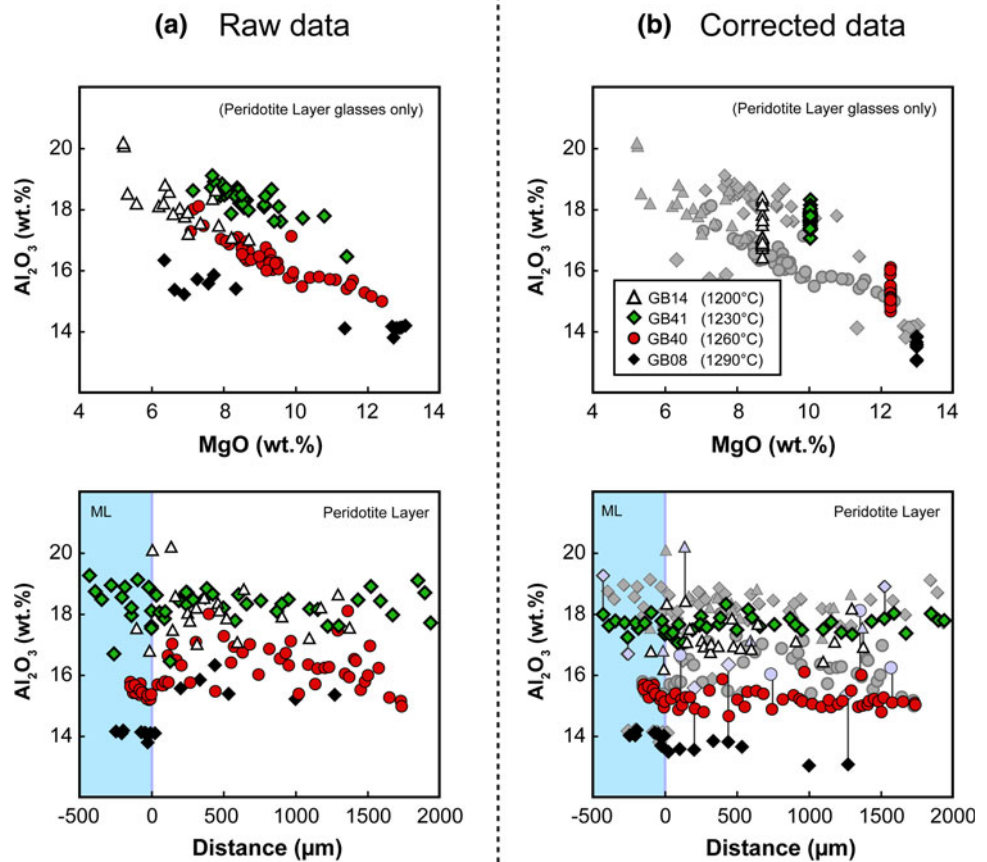 (a) Raw data
(b) Corrected data
(Peridotite Layer glasses only)
Al₂O₃ (wt.%)
20
18
16
14
4 6 8 10 12 14
MgO (wt.%)
(Peridotite Layer glasses only)
Al₂O₃ (wt.%)
20
18
16
14
GB14 (1200°C)
GB41 (1230°C)
GB40 (1260°C)
GB08 (1290°C)
4 6 8 10 12 14
MgO (wt.%)
ML Peridotite Layer
Al₂O₃ (wt.%)
20
18
16
14
-500 0 500 1000 1500 2000
Distance (µm)
ML Peridotite Layer
Al₂O₃ (wt.%)
20
18
16
14
-500 0 500 1000 1500 2000
Distance (µm)